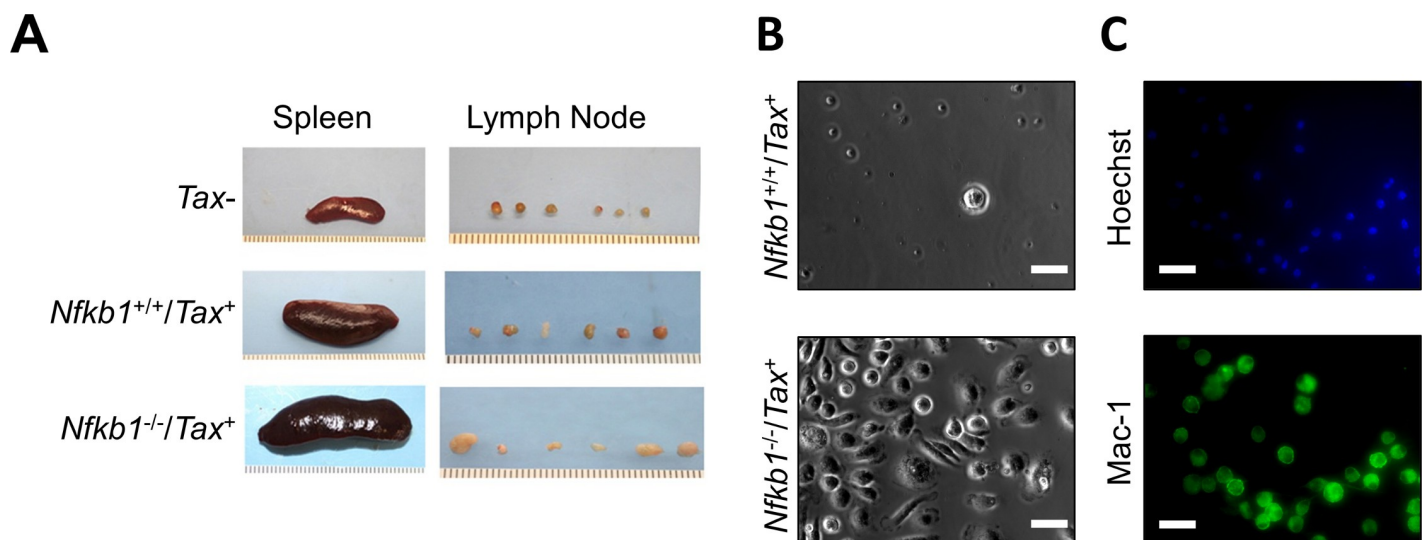 A
B
C
Spleen
Lymph Node
Tax-
Nfkb1+/+/Tax+
Nfkb1-/-/Tax+
Nfkb1+/+/Tax+
Nfkb1-/-/Tax+
Hoechst
Mac-1